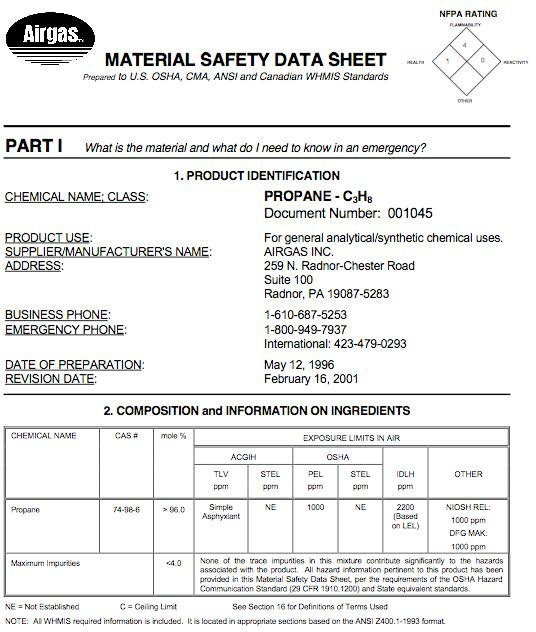 Airgas
MATERIAL SAFETY DATA SHEET
Prepared to U.S. OSHA, CMA, ANSI and Canadian WHMIS Standards
NFPA RATING
FLAMMABILITY
4
HEALTH 1 0 REACTIVITY
OTHER
PART I What is the material and what do I need to know in an emergency?
1. PRODUCT IDENTIFICATION
CHEMICAL NAME; CLASS: PROPANE - C3H8
Document Number: 001045
PRODUCT USE: For general analytical/synthetic chemical uses.
SUPPLIER/MANUFACTURER'S NAME: AIRGAS INC.
ADDRESS: 259 N. Radnor-Chester Road
Suite 100
Radnor, PA 19087-5283
BUSINESS PHONE: 1-610-687-5253
EMERGENCY PHONE: 1-800-949-7937
International: 423-479-0293
DATE OF PREPARATION: May 12, 1996
REVISION DATE: February 16, 2001
2. COMPOSITION and INFORMATION ON INGREDIENTS
CHEMICAL NAME CAS # mole % EXPOSURE LIMITS IN AIR
ACGIH OSHA
TLV STEL PEL STEL IDLH OTHER
ppm ppm ppm ppm ppm
Propane 74-98-6 > 96.0 Simple NE 1000 NE 2200 NIOSH REL:
Asphyxiant (Based 1000 ppm
on LEL) DFG MAK:
1000 ppm
Maximum Impurities <4.0 None of the trace impurities in this mixture contribute significantly to the hazards
associated with the product. All hazard information pertinent to this product has been
provided in this Material Safety Data Sheet, per the requirements of the OSHA Hazard
Communication Standard (29 CFR 1910.1200) and State equivalent standards.
NE = Not Established C = Ceiling Limit See Section 16 for Definitions of Terms Used
NOTE: All WHMIS required information is included. It is located in appropriate sections based on the ANSI Z400.1-1993 format.